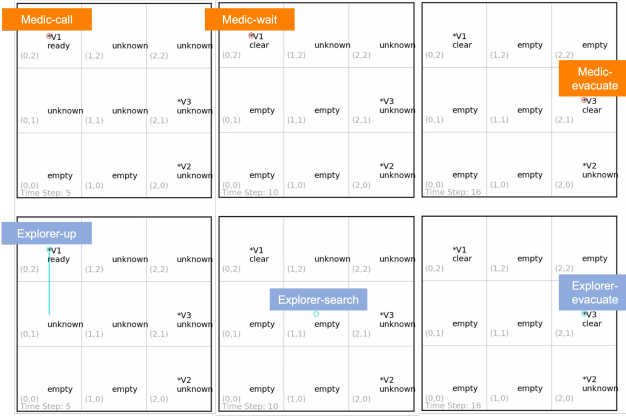 Medic-call
*V1
ready
unknown
unknown
(0,2)
(1,2)
(2,2)
*V3
unknown
unknown
unknown
(0,1)
(1,1)
(2,1)
*V2
empty
empty
unknown
(0,0)
(1,0)
(2,0)
Time Step: 5
Medic-wait
*V1
clear
unknown
unknown
(0,2)
(1,2)
(2,2)
*V3
empty
empty
unknown
(0,1)
(1,1)
(2,1)
*V2
empty
empty
unknown
(0,0)
(1,0)
(2,0)
Time Step: 10
*V1
clear
empty
empty
(0,2)
(1,2)
(2,2)
Medic-
evacuate
*V3
empty
empty
clear
(0,1)
(1,1)
(2,1)
*V2
empty
empty
unknown
(0,0)
(1,0)
(2,0)
Time Step: 16
Explorer-up
*V1
ready
unknown
unknown
(0,2)
(1,2)
(2,2)
*V3
unknown
unknown
unknown
(0,1)
(1,1)
(2,1)
*V2
empty
empty
unknown
(0,0)
(1,0)
(2,0)
Time Step: 5
*V1
clear
unknown
unknown
(0,2)
(1,2)
(2,2)
Explorer-search
*V3
empty
empty
unknown
(0,1)
(1,1)
(2,1)
*V2
empty
empty
unknown
(0,0)
(1,0)
(2,0)
Time Step: 10
*V1
clear
empty
empty
(0,2)
(1,2)
(2,2)
Explorer-
evacuate
*V3
empty
empty
clear
(0,1)
(1,1)
(2,1)
*V2
empty
empty
unknown
(0,0)
(1,0)
(2,0)
Time Step: 16